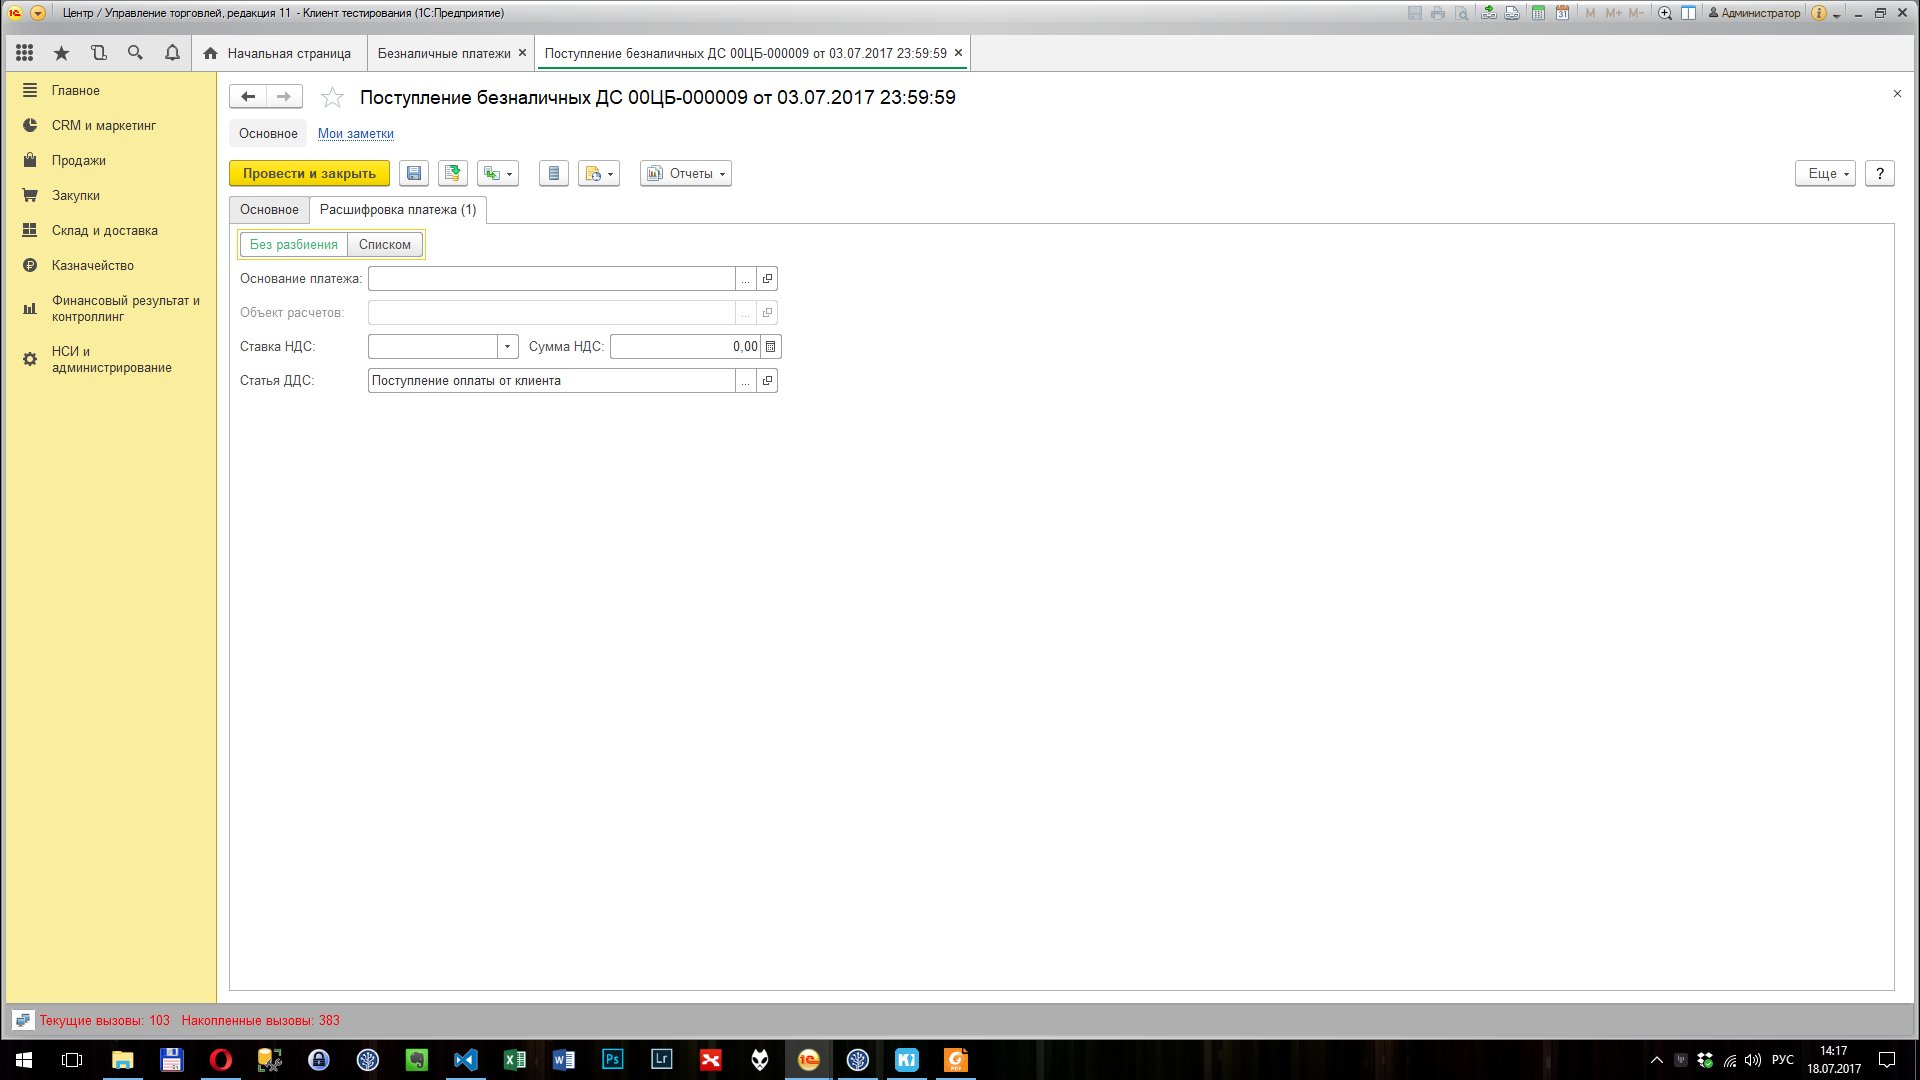 Центр / Управление торговлей, редакция 11 - Клиент тестирования (1С:Предприятие)
M M+ M-
Администратор
Начальная страница
Безналичные платежи
Поступление безналичных ДС 00ЦБ-000009 от 03.07.2017 23:59:59
Главное
CRM и маркетинг
Продажи
Закупки
Склад и доставка
Казначейство
Финансовый результат и
контроллинг
НСИ и
администрирование
Поступление безналичных ДС 00ЦБ-000009 от 03.07.2017 23:59:59
Основное
Мои заметки
Провести и закрыть
Отчеты
Еще
?
Основное
Расшифровка платежа (1)
Без разбиения
Списком
Основание платежа:
...
Объект расчетов:
...
Ставка НДС:
Сумма НДС:
0,00
Статья ДДС:
Поступление оплаты от клиента
...
Текущие вызовы: 103 Накопленные вызовы: 383
Ps
Lr
KI
РУС
14:17
18.07.2017